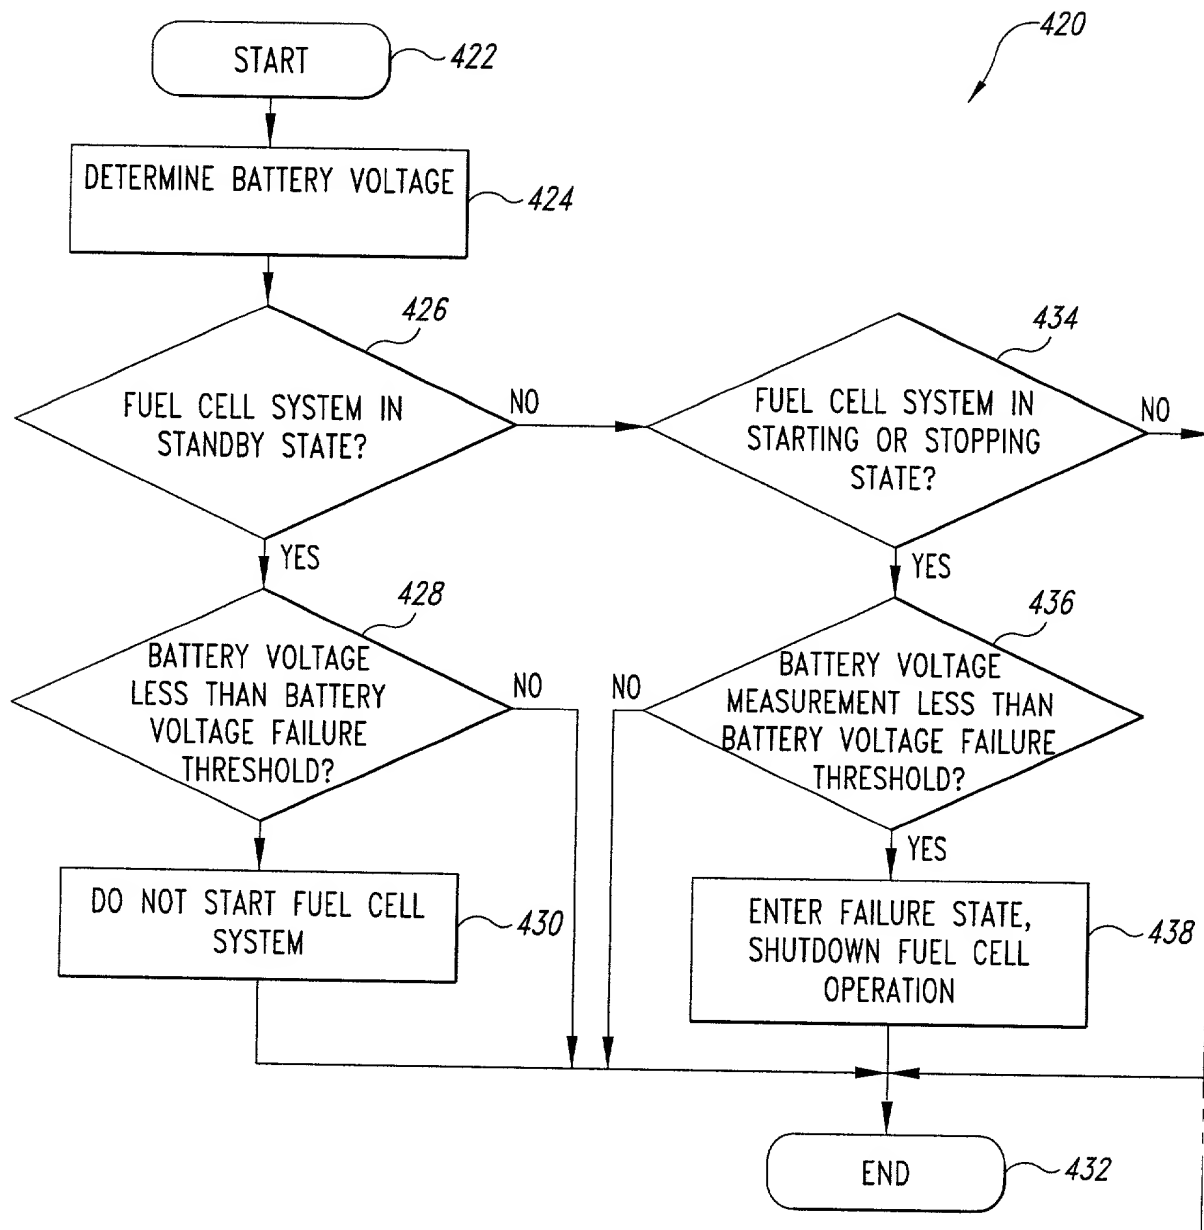 420
START
422
DETERMINE BATTERY VOLTAGE
424
426
434
FUEL CELL SYSTEM IN
STANDBY STATE?
NO
FUEL CELL SYSTEM IN
STARTING OR STOPPING
STATE?
NO
YES
YES
428
436
BATTERY VOLTAGE
LESS THAN BATTERY
VOLTAGE FAILURE
THRESHOLD?
NO
NO
BATTERY VOLTAGE
MEASUREMENT LESS THAN
BATTERY VOLTAGE FAILURE
THRESHOLD?
YES
DO NOT START FUEL CELL
SYSTEM
430
ENTER FAILURE STATE,
SHUTDOWN FUEL CELL
OPERATION
438
END
432